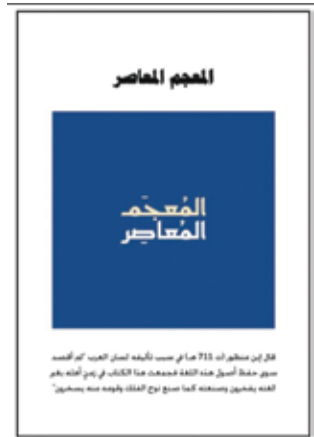 المعجم المعاصر
المُعجَم
المُعاصِر
قال إبن منظور (ت 711 هـ) في سبب تأليفه لسان العرب "لم أقصد
سوى حفظ أصول هذه اللغة فجمعت هذا الكتاب في زمنٍ أهله بغير
لغته يفخرون وصنعته كما صنع نوح الفلك وقومه منه يسخرون"